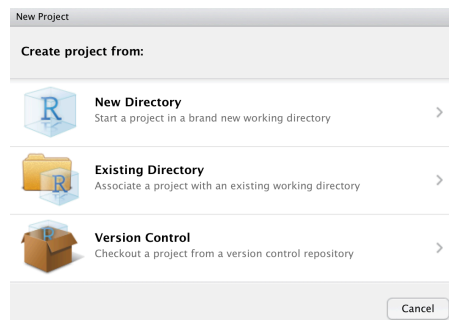 New Project
Create project from:
R
New Directory
Start a project in a brand new working directory
R
Existing Directory
Associate a project with an existing working directory
R
Version Control
Checkout a project from a version control repository
Cancel